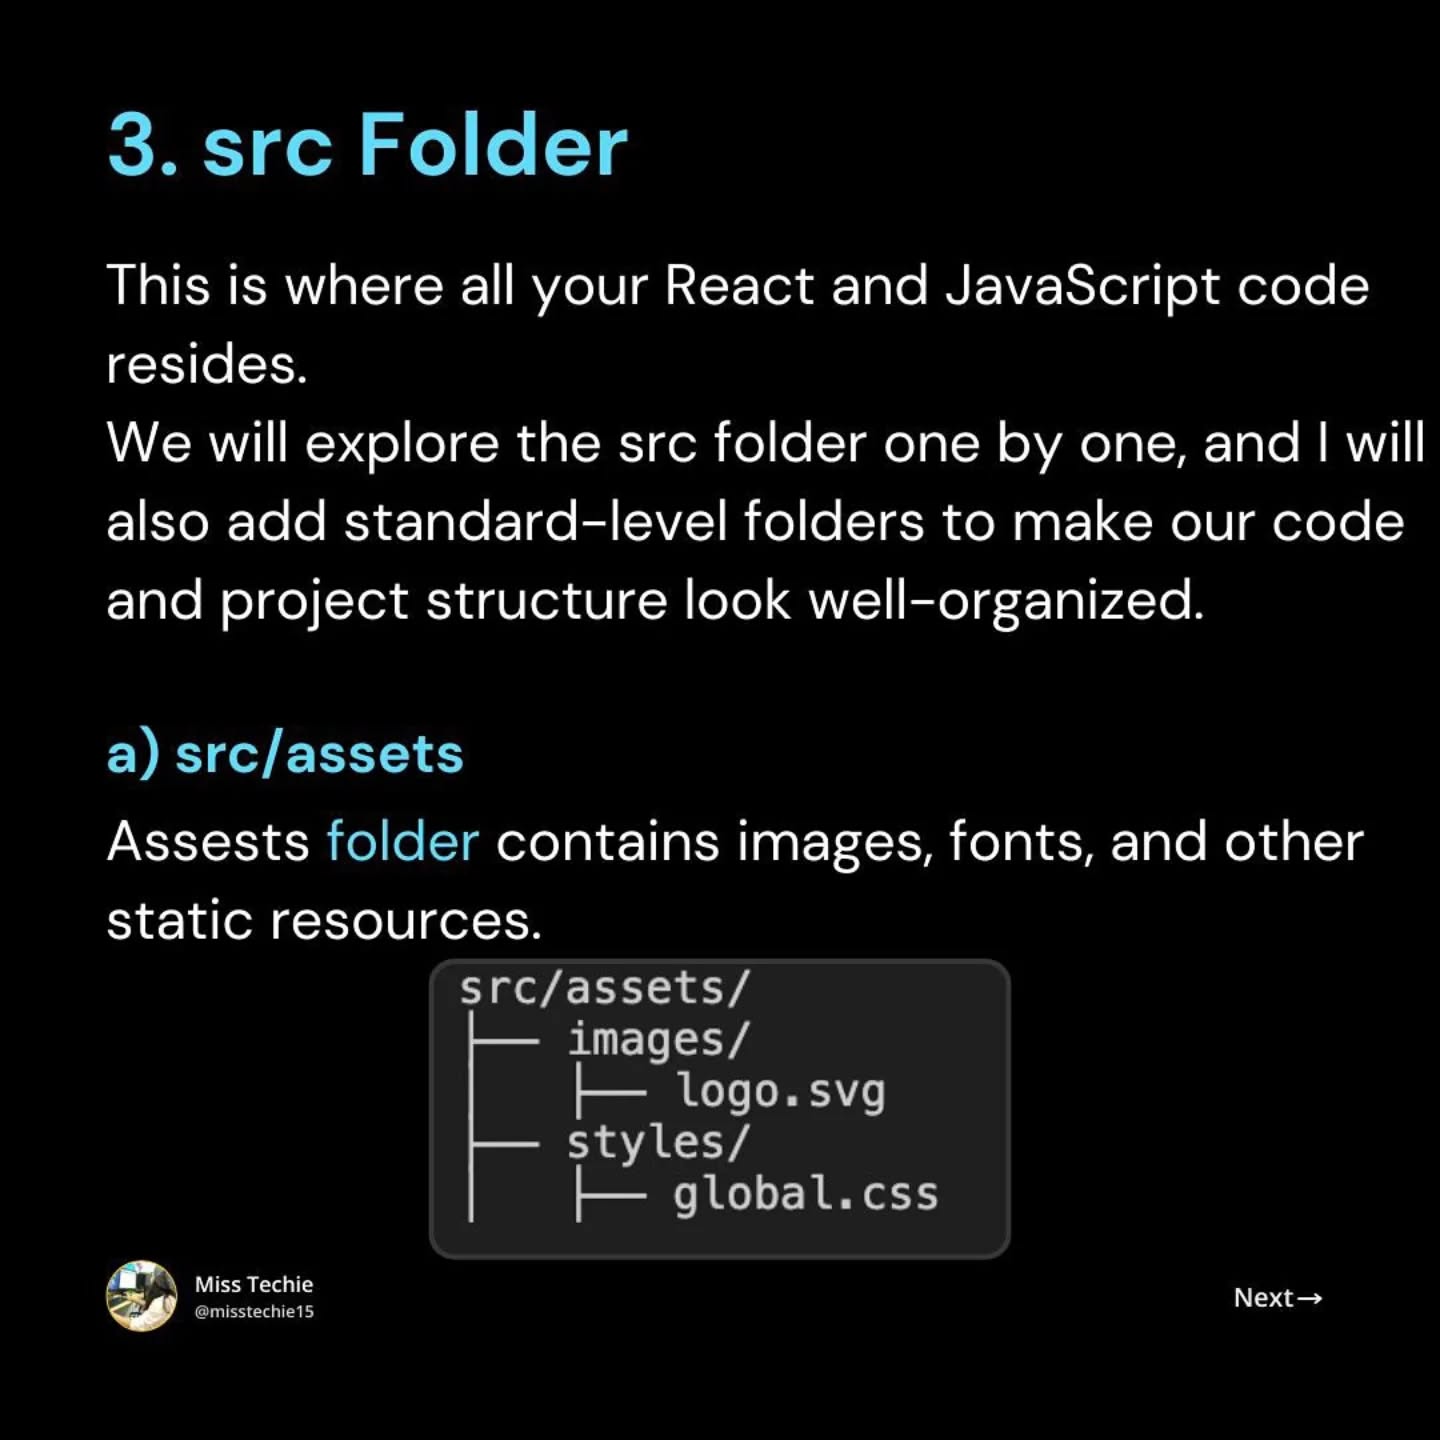 3. src Folder
This is where all your React and JavaScript code
resides.
We will explore the src folder one by one, and I will
also add standard-level folders to make our code
and project structure look well-organized.
a) src/assets
Assests folder contains images, fonts, and other
static resources.
src/assets/
├── images/
│   ├── logo.svg
├── styles/
│   ├── global.css
Miss Techie
@misstechie15
Next→